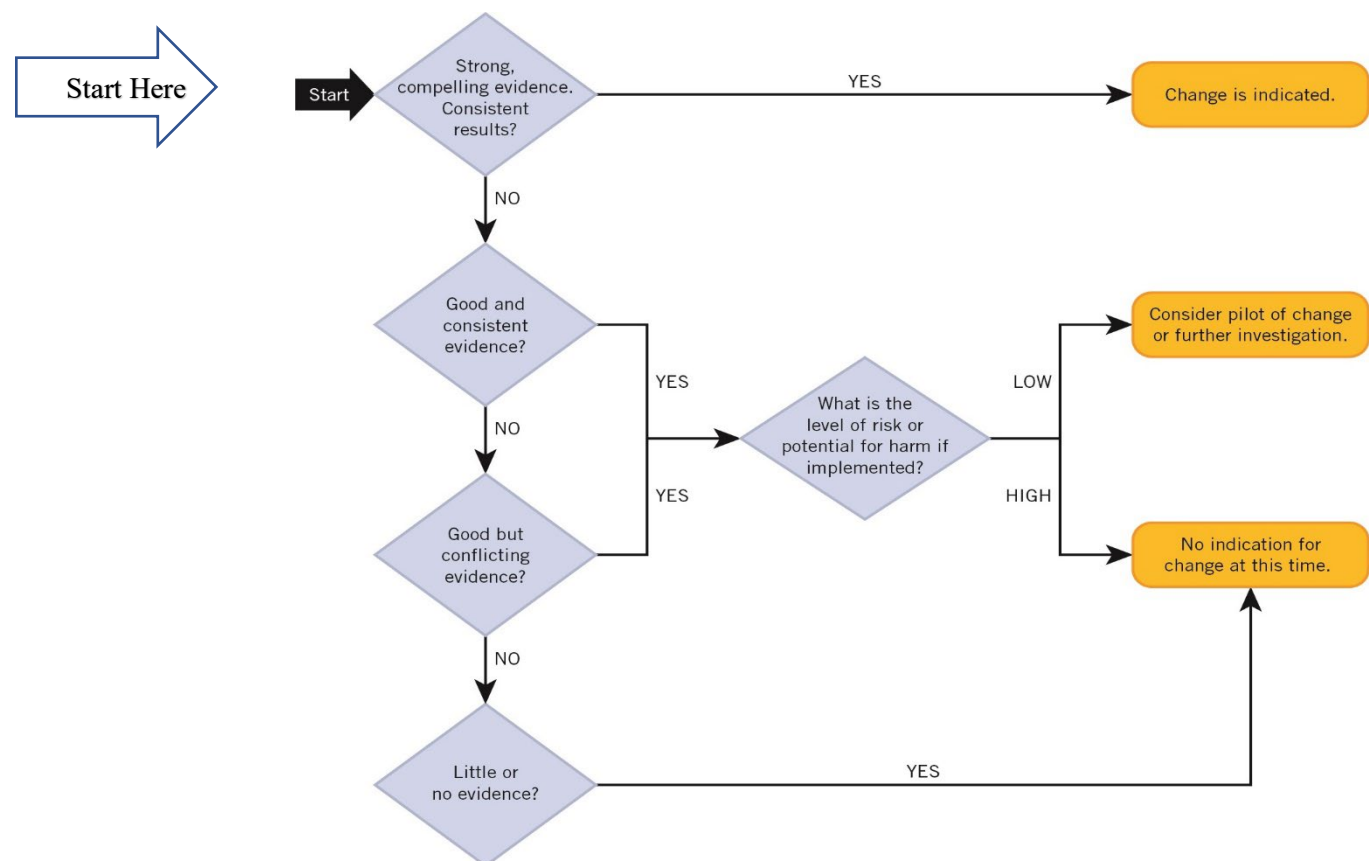 Start Here
Start
Strong,
compelling evidence.
Consistent
results?
YES
Change is indicated.
NO
Good and
consistent
evidence?
YES
What is the
level of risk or
potential for harm if
implemented?
LOW
Consider pilot of change
or further investigation.
NO
YES
HIGH
Good but
conflicting
evidence?
No indication for
change at this time.
NO
Little or
no evidence?
YES